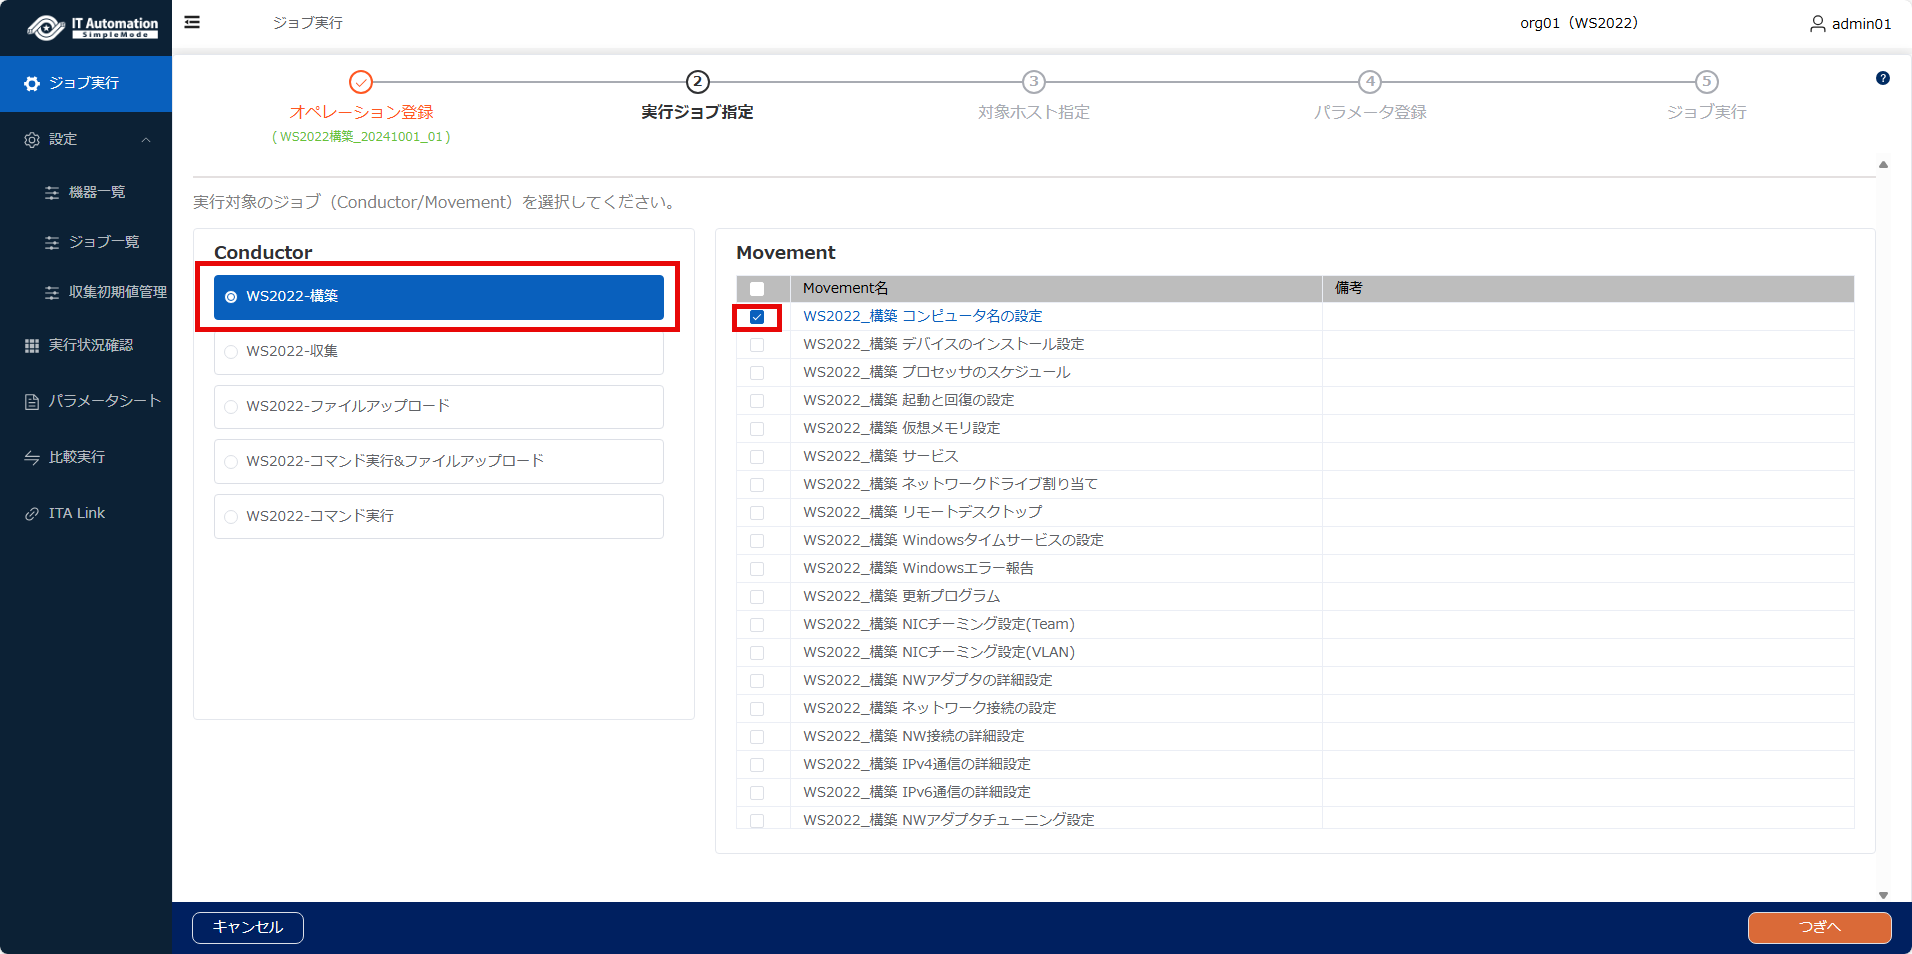 IT Automation
SimpleMode
ジョブ実行
org01（WS2022）
admin01
ジョブ実行
設定
機器一覧
ジョブ一覧
収集初期値管理
実行状況確認
パラメータシート
比較実行
ITA Link
オペレーション登録
( WS2022構築_20241001_01 )
2
実行ジョブ指定
3
対象ホスト指定
4
パラメータ登録
5
ジョブ実行
?
実行対象のジョブ（Conductor/Movement）を選択してください。
Conductor
WS2022-構築
WS2022-収集
WS2022-ファイルアップロード
WS2022-コマンド実行&ファイルアップロード
WS2022-コマンド実行
Movement
Movement名 備考
WS2022_構築 コンピュータ名の設定
WS2022_構築 デバイスのインストール設定
WS2022_構築 プロセッサのスケジュール
WS2022_構築 起動と回復の設定
WS2022_構築 仮想メモリ設定
WS2022_構築 サービス
WS2022_構築 ネットワークドライブ割り当て
WS2022_構築 リモートデスクトップ
WS2022_構築 Windowsタイムサービスの設定
WS2022_構築 Windowsエラー報告
WS2022_構築 更新プログラム
WS2022_構築 NICチーミング設定(Team)
WS2022_構築 NICチーミング設定(VLAN)
WS2022_構築 NWアダプタの詳細設定
WS2022_構築 ネットワーク接続の設定
WS2022_構築 NW接続の詳細設定
WS2022_構築 IPv4通信の詳細設定
WS2022_構築 IPv6通信の詳細設定
WS2022_構築 NWアダプタチューニング設定
キャンセル
つぎへ